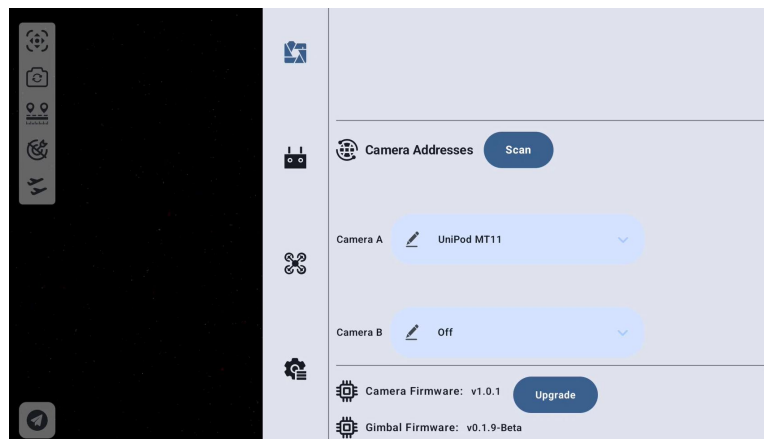 Camera Addresses Scan
Camera A UniPod MT11
Camera B Off
Camera Firmware: v1.0.1 Upgrade
Gimbal Firmware: v0.1.9-Beta